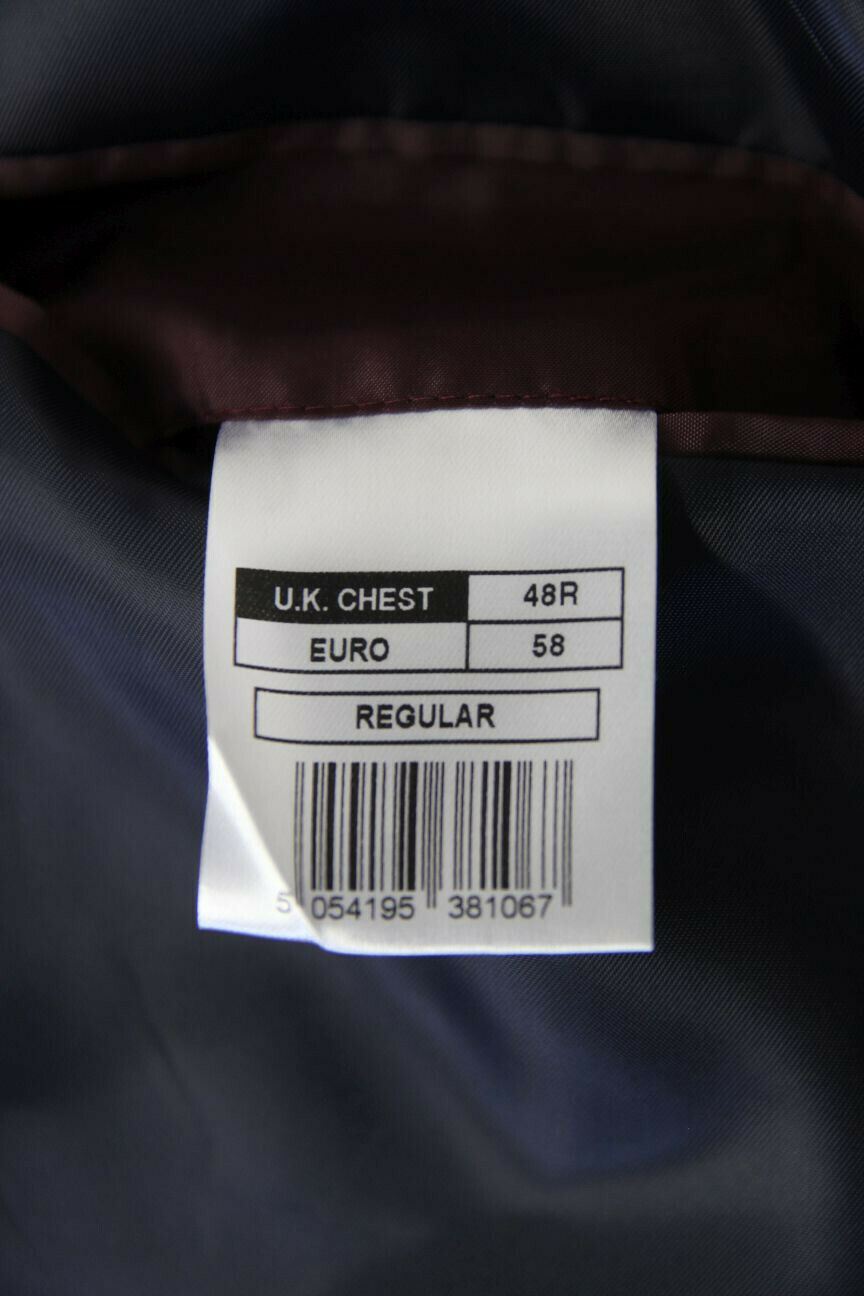 U.K. CHEST 48R
EURO 58
REGULAR
5 054195 381067